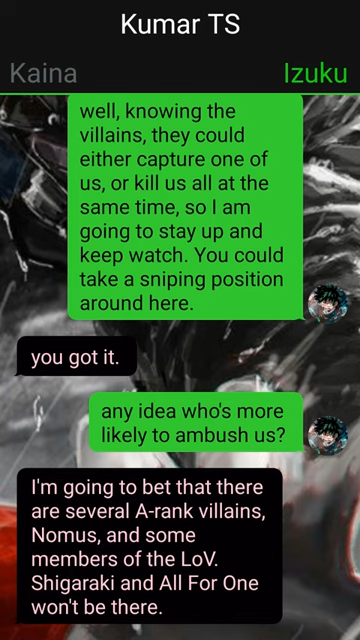 Kumar TS
Kaina
Izuku
well, knowing the
villains, they could
either capture one of
us, or kill us all at the
same time, so I am
going to stay up and
keep watch. You could
take a sniping position
around here.
you got it.
any idea who's more
likely to ambush us?
I'm going to bet that there
are several A-rank villains,
Nomus, and some
members of the LoV.
Shigaraki and All For One
won't be there.